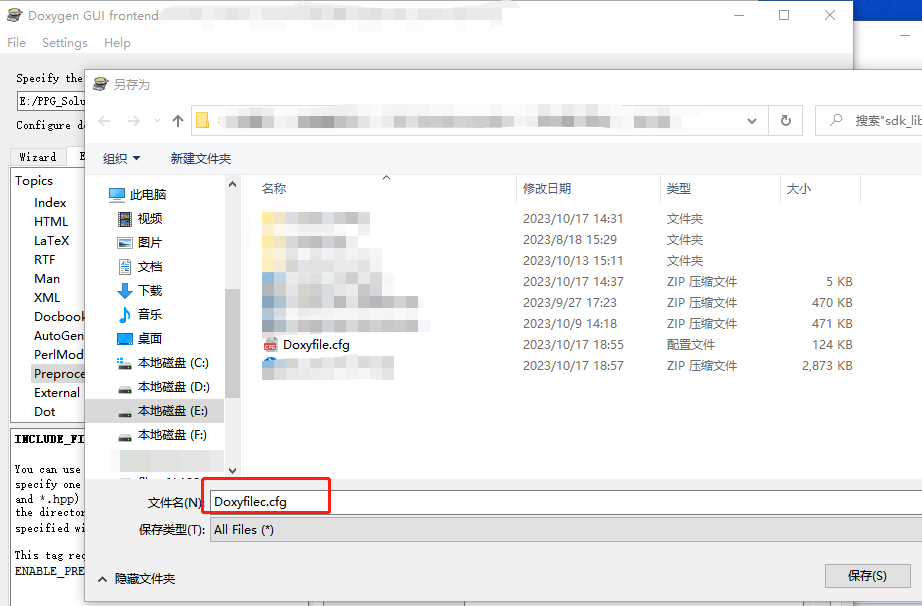 Doxygen GUI frontend
File Settings Help
Specify the
E:/PPG_Solu
Configure do
Wizard E
Topics
Index
HTML
LaTeX
RTF
Man
XML
Docbook
AutoGen
PerlMod
Preproce
External
Dot
INCLUDE_FI
You can use
specify one
and *.hpp)
the director
specified wi
This tag req
ENABLE_PRE
另存为
搜索"sdk_lib
组织 新建文件夹
此电脑
视频
图片
文档
下载
音乐
桌面
本地磁盘 (C:)
本地磁盘 (D:)
本地磁盘 (E:)
本地磁盘 (F:)
名称 修改日期 类型 大小
2023/10/17 14:31 文件夹
2023/8/18 15:29 文件夹
2023/10/13 15:11 文件夹
2023/10/17 14:37 ZIP 压缩文件 5 KB
2023/9/27 17:23 ZIP 压缩文件 470 KB
2023/10/9 14:18 ZIP 压缩文件 471 KB
Doxyfile.cfg 2023/10/17 18:55 配置文件 124 KB
2023/10/17 18:57 ZIP 压缩文件 2,873 KB
文件名(N): Doxyfilec.cfg
保存类型(T): All Files (*)
隐藏文件夹
保存(S)